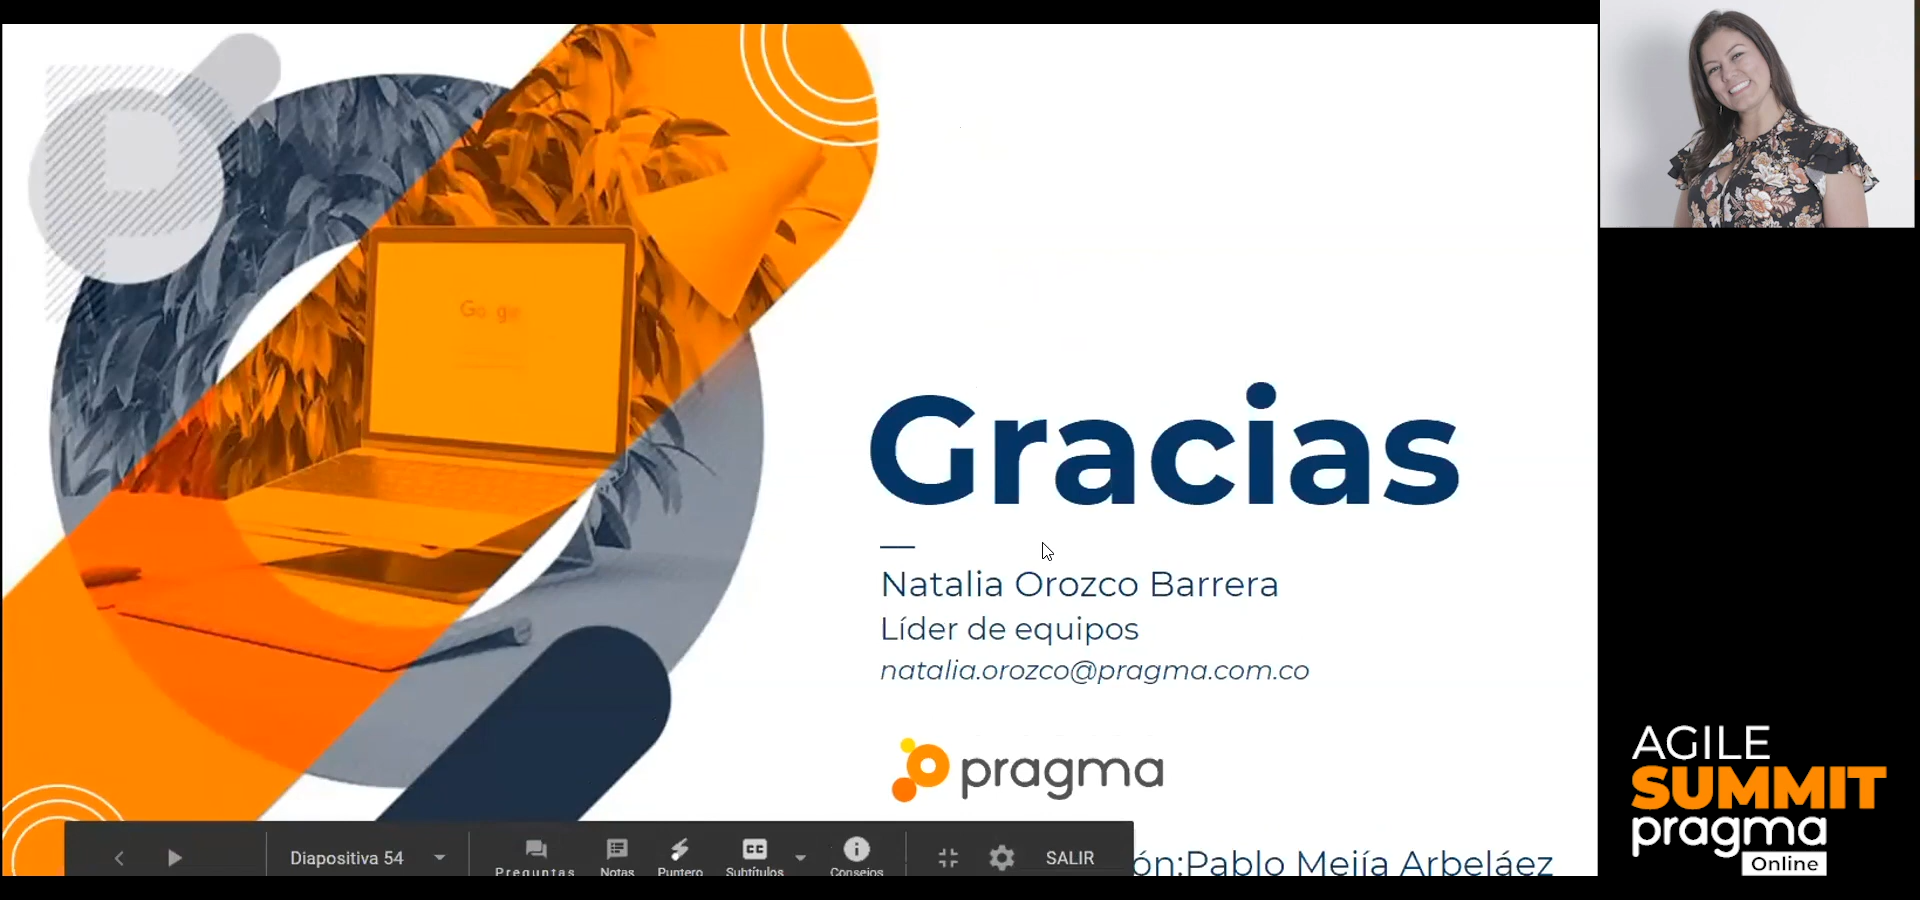 Gracias
Natalia Orozco Barrera
Líder de equipos
natalia.orozco@pragma.com.co
pragma
Diapositiva 54
Preguntas
Notas
Puntero
Subtítulos
Consejos
SALIR
ón:Pablo Mejía Arbeláez
AGILE
SUMMIT
pragma
Online